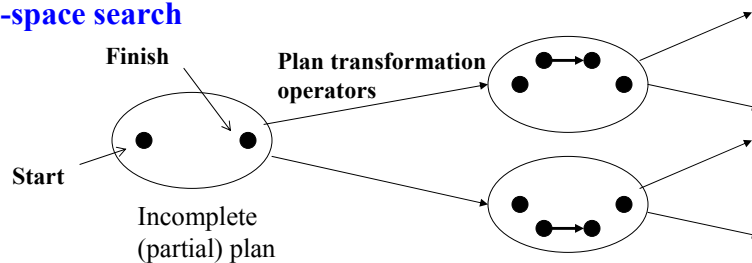 -space search
Finish
Plan transformation
operators
Start
Incomplete
(partial) plan